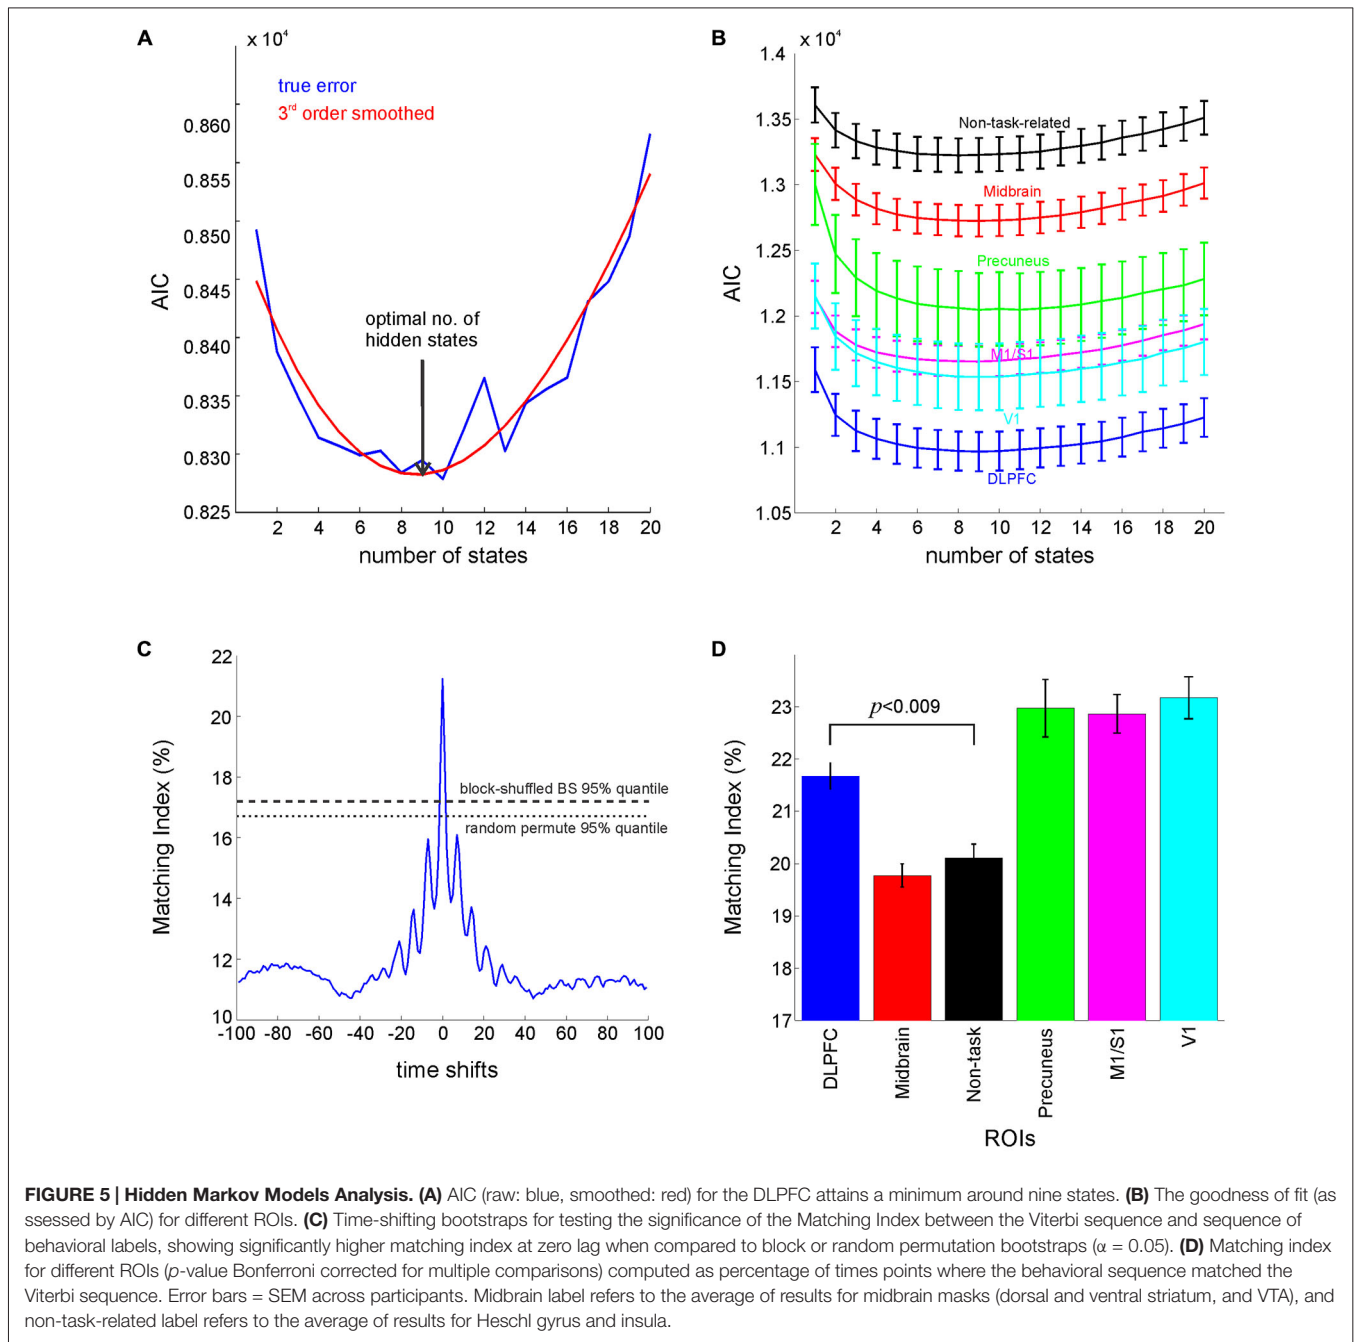 A
x 10⁴
true error
3rd order smoothed
0.860
0.855
0.850
0.845
0.840
0.835
0.830
0.825
AIC
optimal no. of
hidden states
2 4 6 8 10 12 14 16 18 20
number of states
B
x 10⁴
1.4
1.35
1.3
1.25
1.2
1.15
1.1
1.05
AIC
Non-task-related
Midbrain
Precuneus
M1/S1
V1
DLPFC
2 4 6 8 10 12 14 16 18 20
number of states
C
22
20
18
16
14
12
10
Matching Index (%)
block-shuffled BS 95% quantile
random permute 95% quantile
-100 -80 -60 -40 -20 0 20 40 60 80 100
time shifts
D
23
22
21
20
19
18
17
Matching Index (%)
p<0.009
DLPFC
Midbrain
Non-task
Precuneus
M1/S1
V1
ROIs
FIGURE 5 | Hidden Markov Models Analysis. (A) AIC (raw: blue, smoothed: red) for the DLPFC attains a minimum around nine states. (B) The goodness of fit (as
ssessed by AIC) for different ROIs. (C) Time-shifting bootstraps for testing the significance of the Matching Index between the Viterbi sequence and sequence of
behavioral labels, showing significantly higher matching index at zero lag when compared to block or random permutation bootstraps (α = 0.05). (D) Matching index
for different ROIs (p-value Bonferroni corrected for multiple comparisons) computed as percentage of times points where the behavioral sequence matched the
Viterbi sequence. Error bars = SEM across participants. Midbrain label refers to the average of results for midbrain masks (dorsal and ventral striatum, and VTA), and
non-task-related label refers to the average of results for Heschl gyrus and insula.